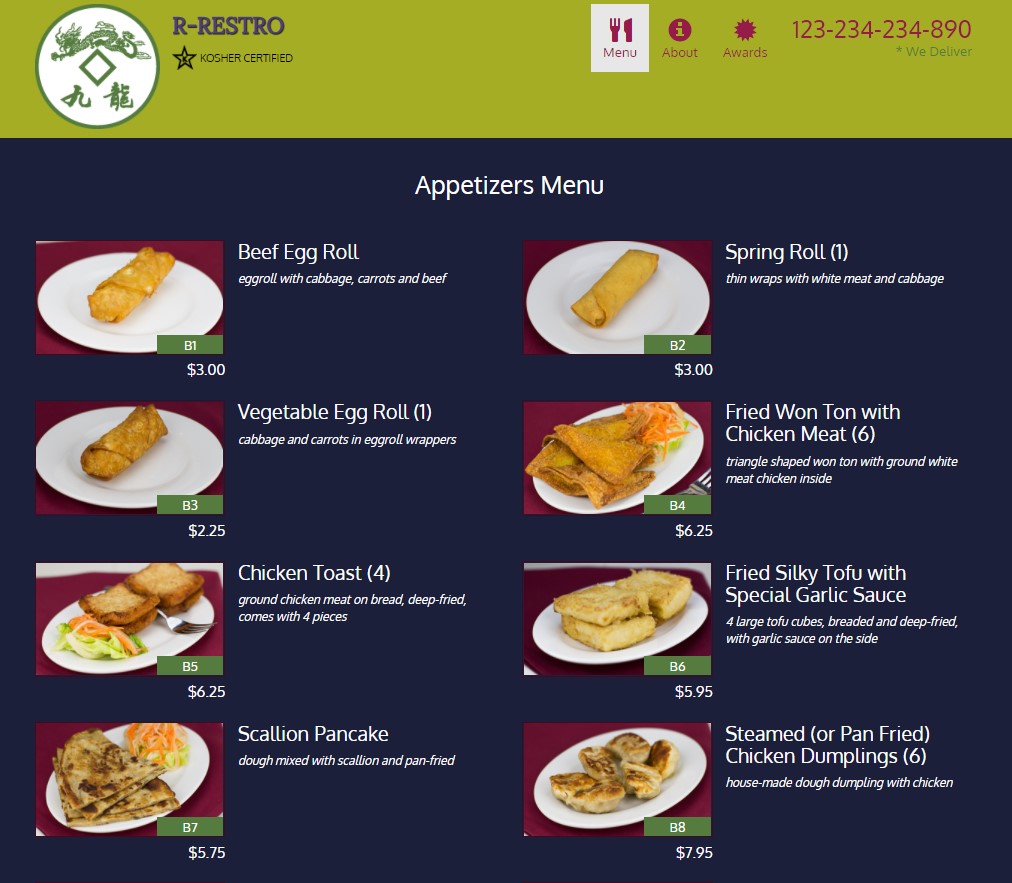 九龍
R-RESTRO
KOSHER CERTIFIED
Menu
About
Awards
123-234-234-890
* We Deliver
Appetizers Menu
Beef Egg Roll
eggroll with cabbage, carrots and beef
B1
$3.00
Spring Roll (1)
thin wraps with white meat and cabbage
B2
$3.00
Vegetable Egg Roll (1)
cabbage and carrots in eggroll wrappers
B3
$2.25
Fried Won Ton with
Chicken Meat (6)
triangle shaped won ton with ground white
meat chicken inside
B4
$6.25
Chicken Toast (4)
ground chicken meat on bread, deep-fried,
comes with 4 pieces
B5
$6.25
Fried Silky Tofu with
Special Garlic Sauce
4 large tofu cubes, breaded and deep-fried,
with garlic sauce on the side
B6
$5.95
Scallion Pancake
dough mixed with scallion and pan-fried
B7
$5.75
Steamed (or Pan Fried)
Chicken Dumplings (6)
house-made dough dumpling with chicken
B8
$7.95